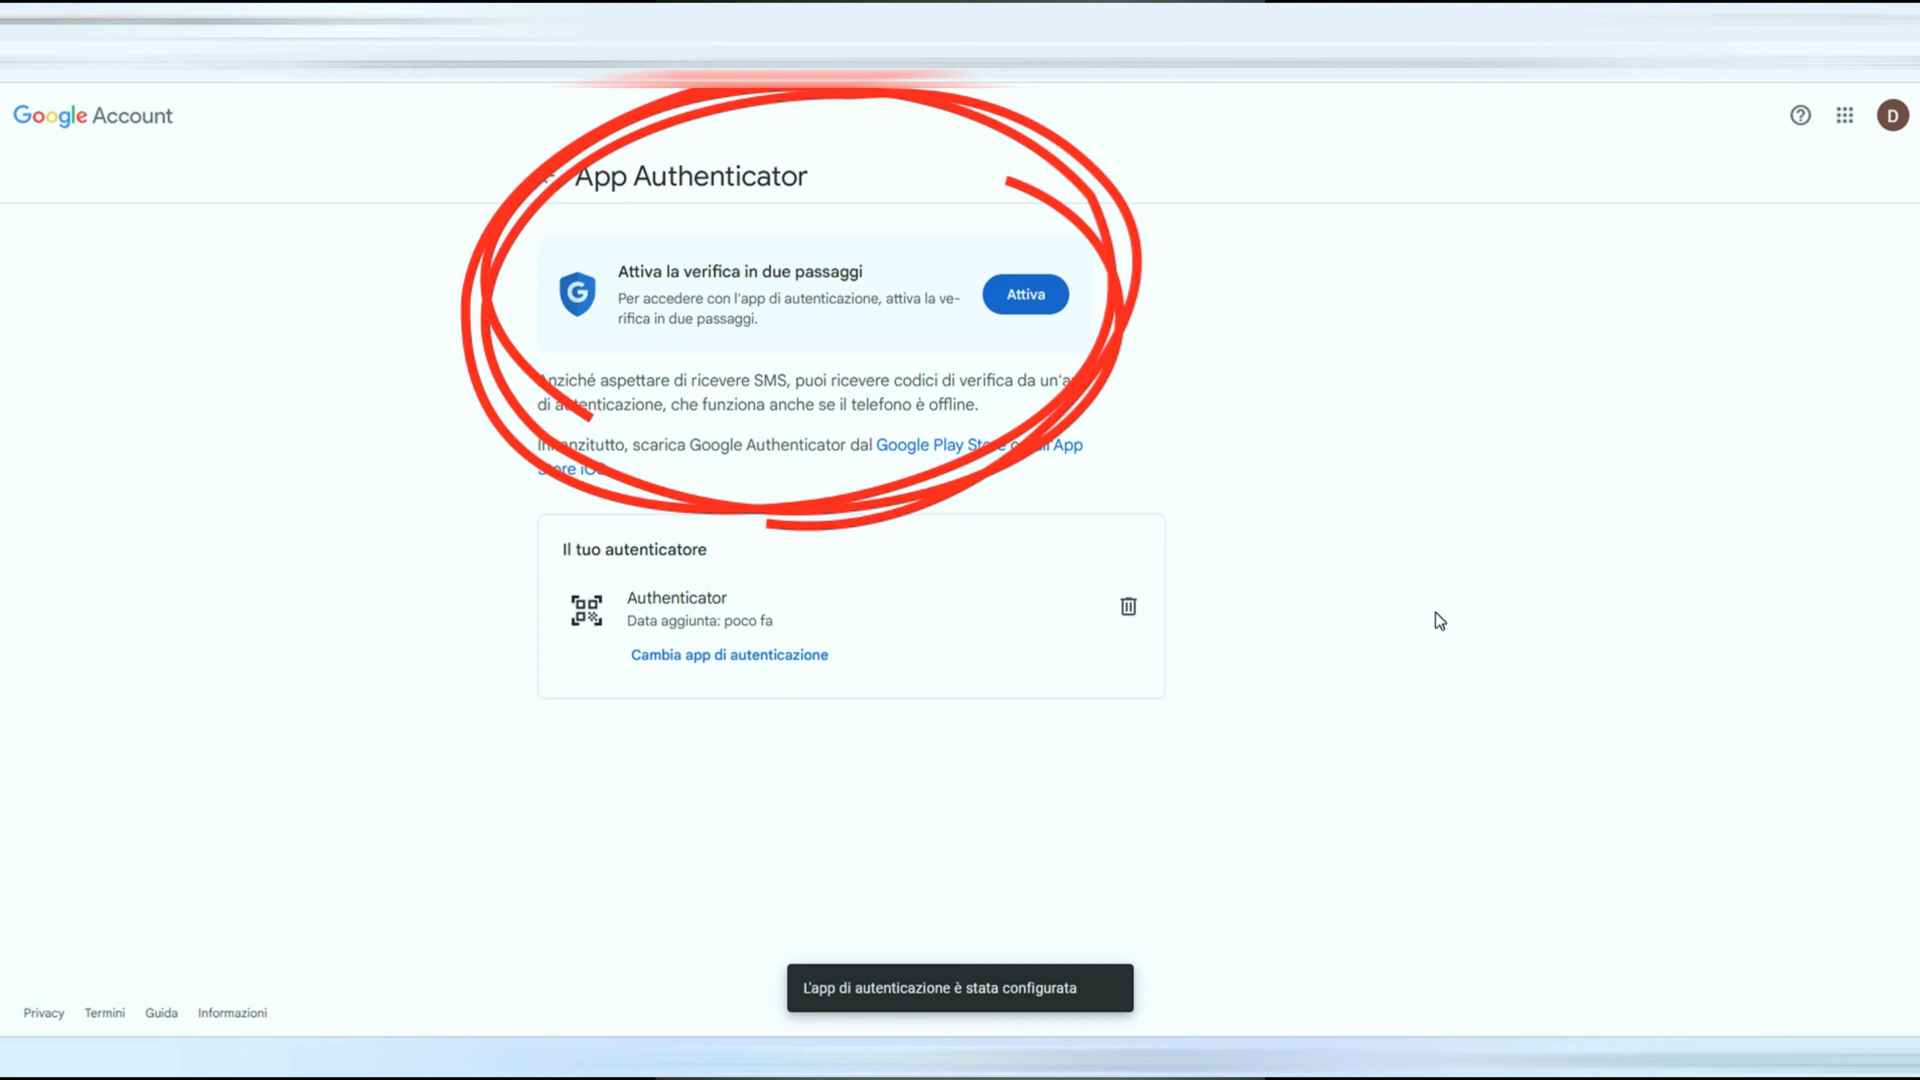 Google Account
D
App Authenticator
Attiva la verifica in due passaggi
Per accedere con l'app di autenticazione, attiva la ve-
rifica in due passaggi.
Attiva
Anziché aspettare di ricevere SMS, puoi ricevere codici di verifica da un'a
di autenticazione, che funziona anche se il telefono è offline.
Innanzitutto, scarica Google Authenticator dal Google Play Store o dall'App
Store iOS
Il tuo autenticatore
Authenticator
Data aggiunta: poco fa
Cambia app di autenticazione
L'app di autenticazione è stata configurata
Privacy Termini Guida Informazioni